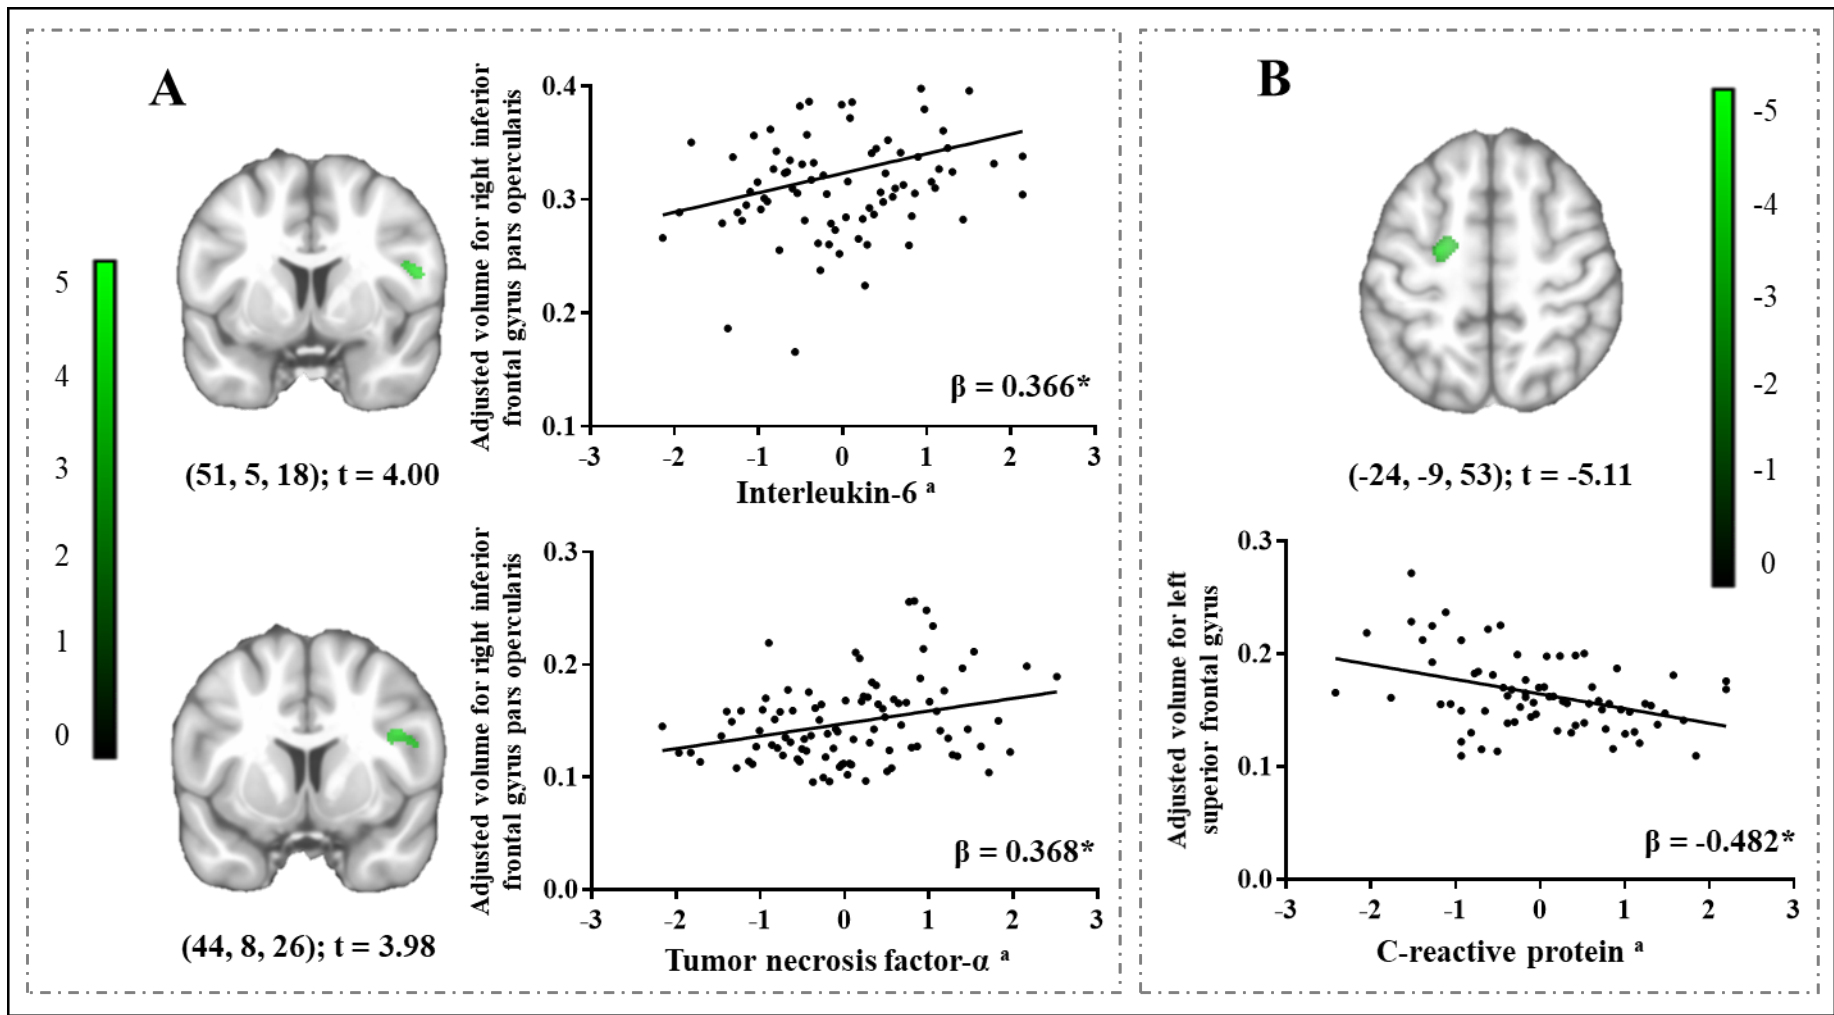 A
5
4
3
2
1
0
(51, 5, 18); t = 4.00
Adjusted volume for right inferior
frontal gyrus pars opercularis
0.4
0.3
0.2
0.1
-3 -2 -1 0 1 2 3
β = 0.366*
Interleukin-6 a
(44, 8, 26); t = 3.98
Adjusted volume for right inferior
frontal gyrus pars opercularis
0.3
0.2
0.1
0.0
-3 -2 -1 0 1 2 3
β = 0.368*
Tumor necrosis factor-α a
B
-5
-4
-3
-2
-1
0
(-24, -9, 53); t = -5.11
Adjusted volume for left
superior frontal gyrus
0.3
0.2
0.1
0.0
-3 -2 -1 0 1 2 3
β = -0.482*
C-reactive protein a